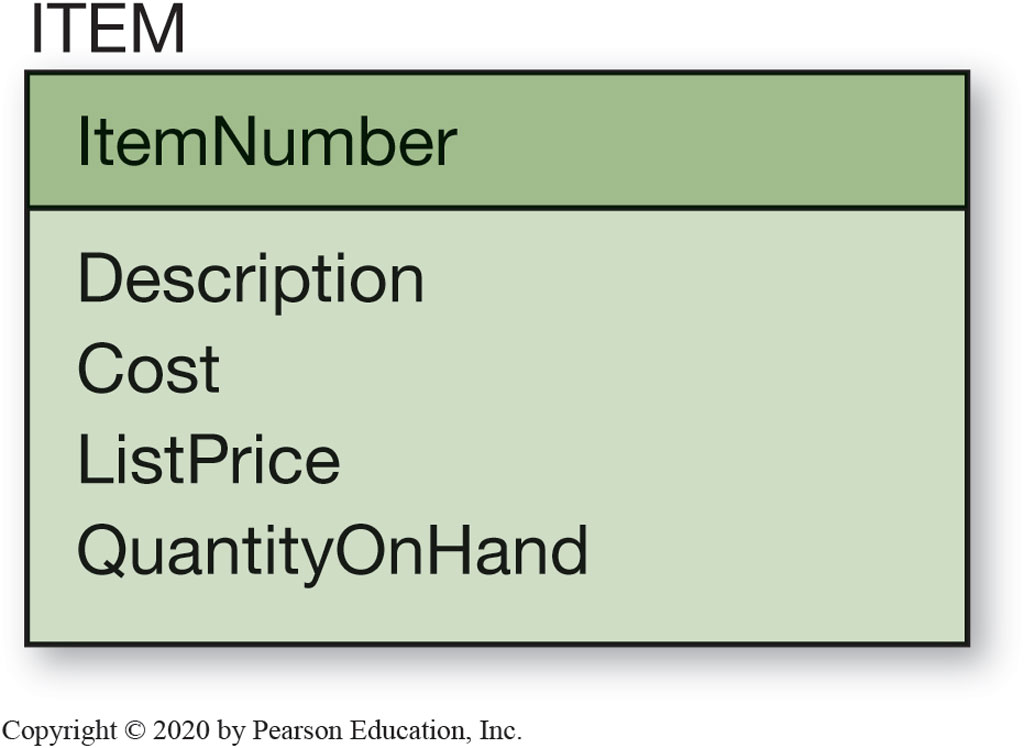 ITEM
ItemNumber
Description
Cost
ListPrice
QuantityOnHand
Copyright © 2020 by Pearson Education, Inc.